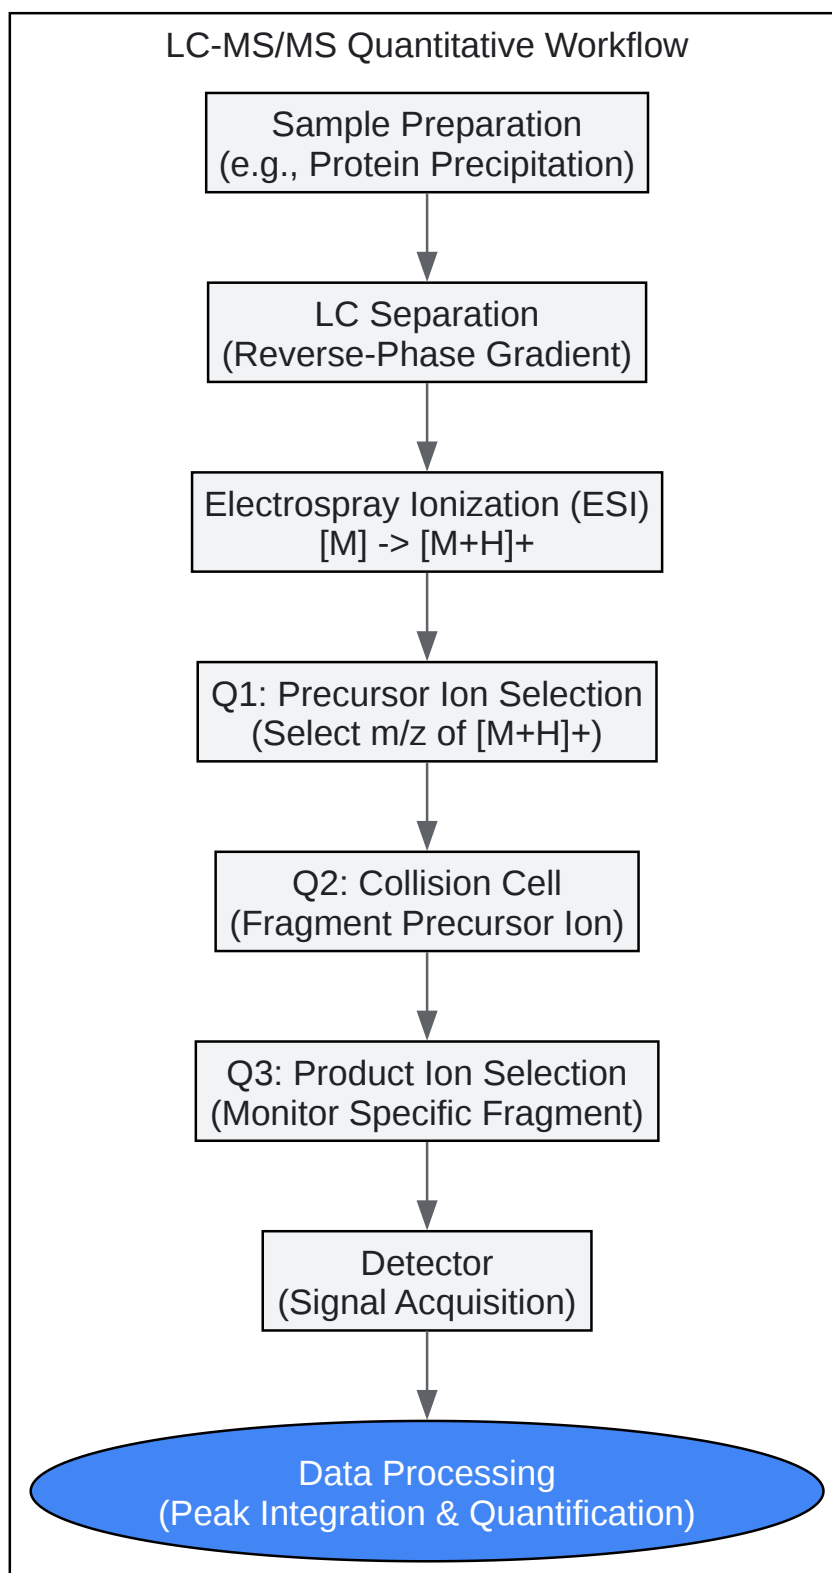 LC-MS/MS Quantitative Workflow
Sample Preparation
(e.g., Protein Precipitation)
LC Separation
(Reverse-Phase Gradient)
Electrospray Ionization (ESI)
[M] -> [M+H]+
Q1: Precursor Ion Selection
(Select m/z of [M+H]+)
Q2: Collision Cell
(Fragment Precursor Ion)
Q3: Product Ion Selection
(Monitor Specific Fragment)
Detector
(Signal Acquisition)
Data Processing
(Peak Integration & Quantification)